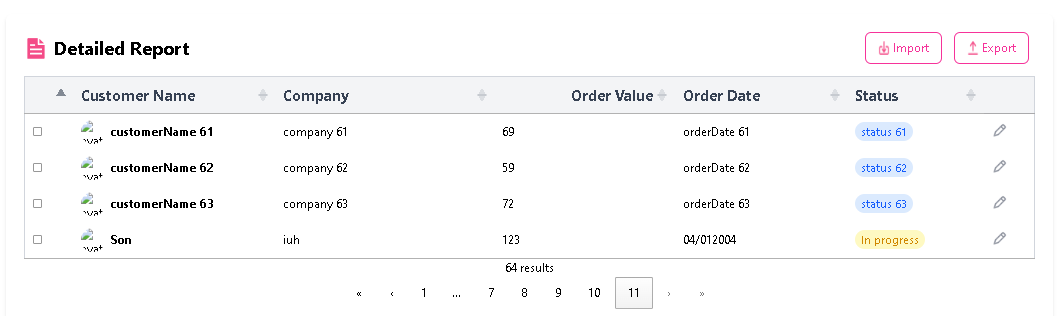 Detailed Report
Import
Export
Customer Name Company Order Value Order Date Status
customerName 61 company 61 69 orderDate 61 status 61
customerName 62 company 62 59 orderDate 62 status 62
customerName 63 company 63 72 orderDate 63 status 63
Son iuh 123 04/012004 In progress
64 results
« ‹ 1 ... 7 8 9 10 11 › »